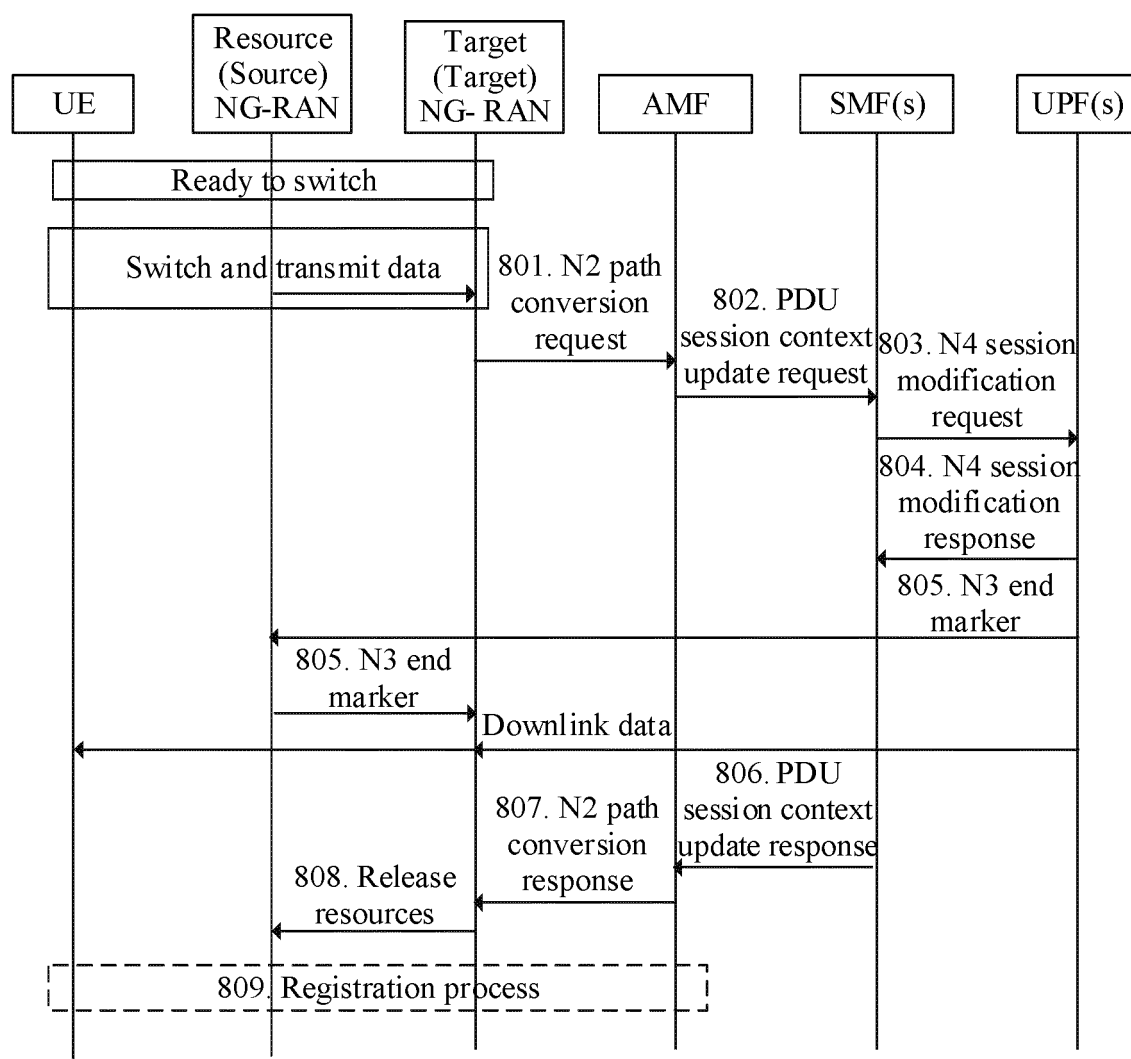 Resource
(Source)
NG-RAN
Target
(Target)
NG- RAN
UE
AMF
SMF(s)
UPF(s)
Ready to switch
Switch and transmit data
801. N2 path
conversion
request
802. PDU
session context
update request
803. N4 session
modification
request
804. N4 session
modification
response
805. N3 end
marker
805. N3 end
marker
Downlink data
806. PDU
session context
update response
807. N2 path
conversion
response
808. Release
resources
809. Registration process